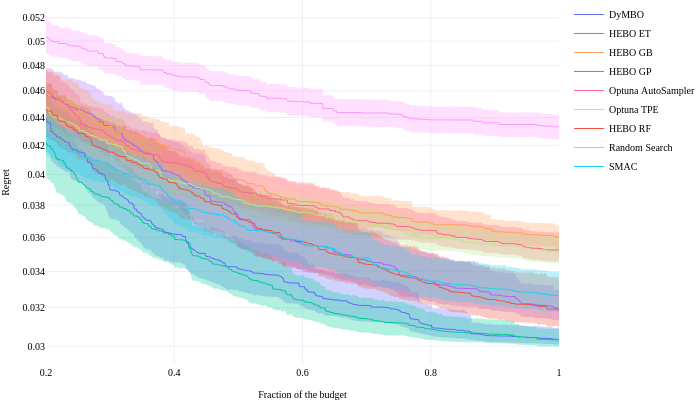 0.052
0.05
0.048
0.046
0.044
0.042
0.04
0.038
0.036
0.034
0.032
0.03
Regret
0.2
0.4
0.6
0.8
1
Fraction of the budget
DyMBO
HEBO ET
HEBO GB
HEBO GP
Optuna AutoSampler
Optuna TPE
HEBO RF
Random Search
SMAC